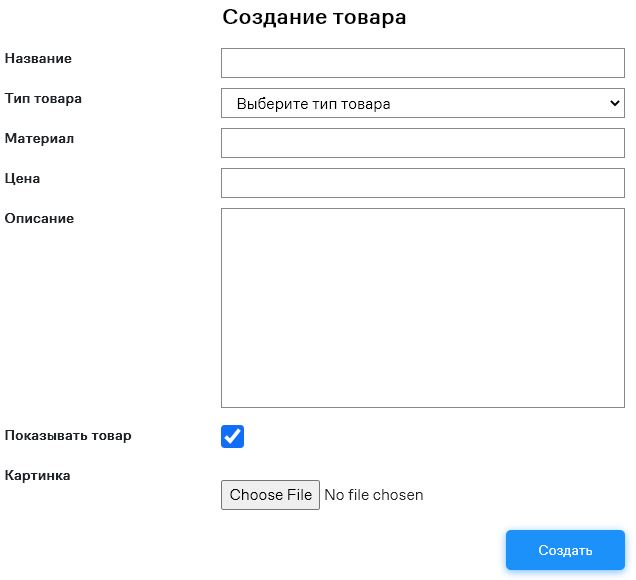 Создание товара
Название
Тип товара
Выберите тип товара
Материал
Цена
Описание
Показывать товар
Картинка
Choose File No file chosen
Создать